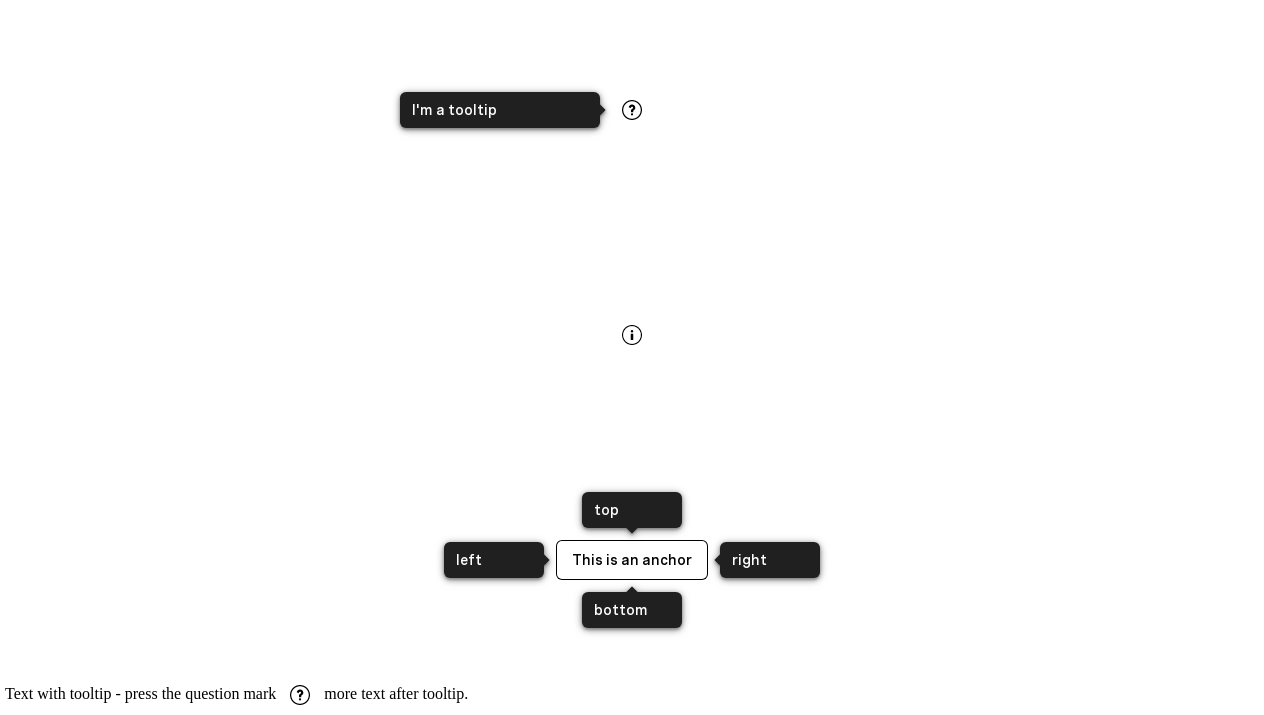 I'm a tooltip
top
left This is an anchor right
bottom
Text with tooltip - press the question mark ? more text after tooltip.